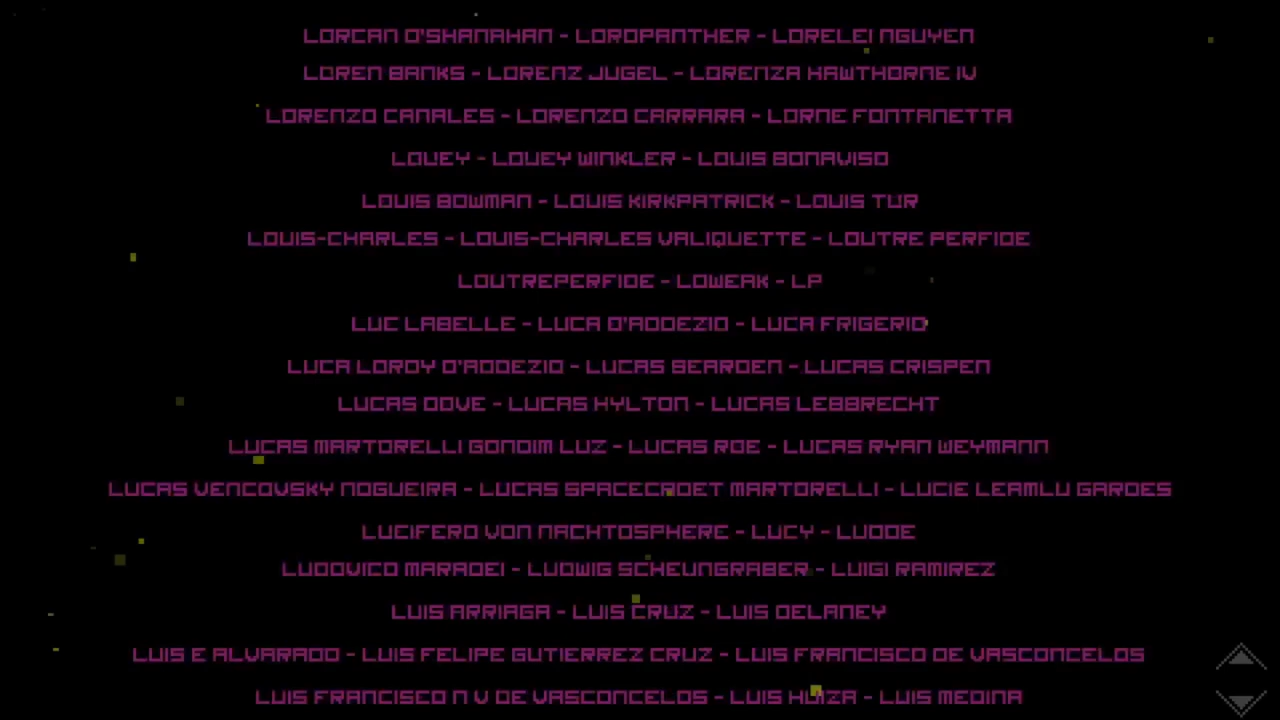 LORCAN O'SHANAHAN - LOROPANTHER - LORELEI NGUYEN
LOREN BANKS - LORENZ JUGEL - LORENZA HAWTHORNE IV
LORENZO CANALES - LORENZO CARRARA - LORNE FONTANETTA
LOUEY - LOUEY WINKLER - LOUIS BONAVISO
LOUIS BOWMAN - LOUIS KIRKPATRICK - LOUIS TUR
LOUIS-CHARLES - LOUIS-CHARLES VALIQUETTE - LOUTRE PERFIDE
LOUTREPERFIDE - LOWEAK - LP
LUC LABELLE - LUCA D'ADDEZIO - LUCA FRIGERIO
LUCA LORDY D'ADDEZIO - LUCAS BEARDEN - LUCAS CRISPEN
LUCAS DOVE - LUCAS HYLTON - LUCAS LEBBRECHT
LUCAS MARTORELLI GONDIM LUZ - LUCAS ROE - LUCAS RYAN WEYMANN
LUCAS VENCOVSKY NOGUEIRA - LUCAS SPACECROET MARTORELLI - LUCIE LEAMLU GARDES
LUCIFERO VON NACHTOSPHERE - LUCY - LUDDE
LUDOVICO MARADEI - LUDWIG SCHEUNGRABER - LUIGI RAMIREZ
LUIS ARRIAGA - LUIS CRUZ - LUIS DELANEY
LUIS E ALVARADO - LUIS FELIPE GUTIERREZ CRUZ - LUIS FRANCISCO DE VASCONCELOS
LUIS FRANCISCO N V DE VASCONCELOS - LUIS HUIZA - LUIS MEDINA